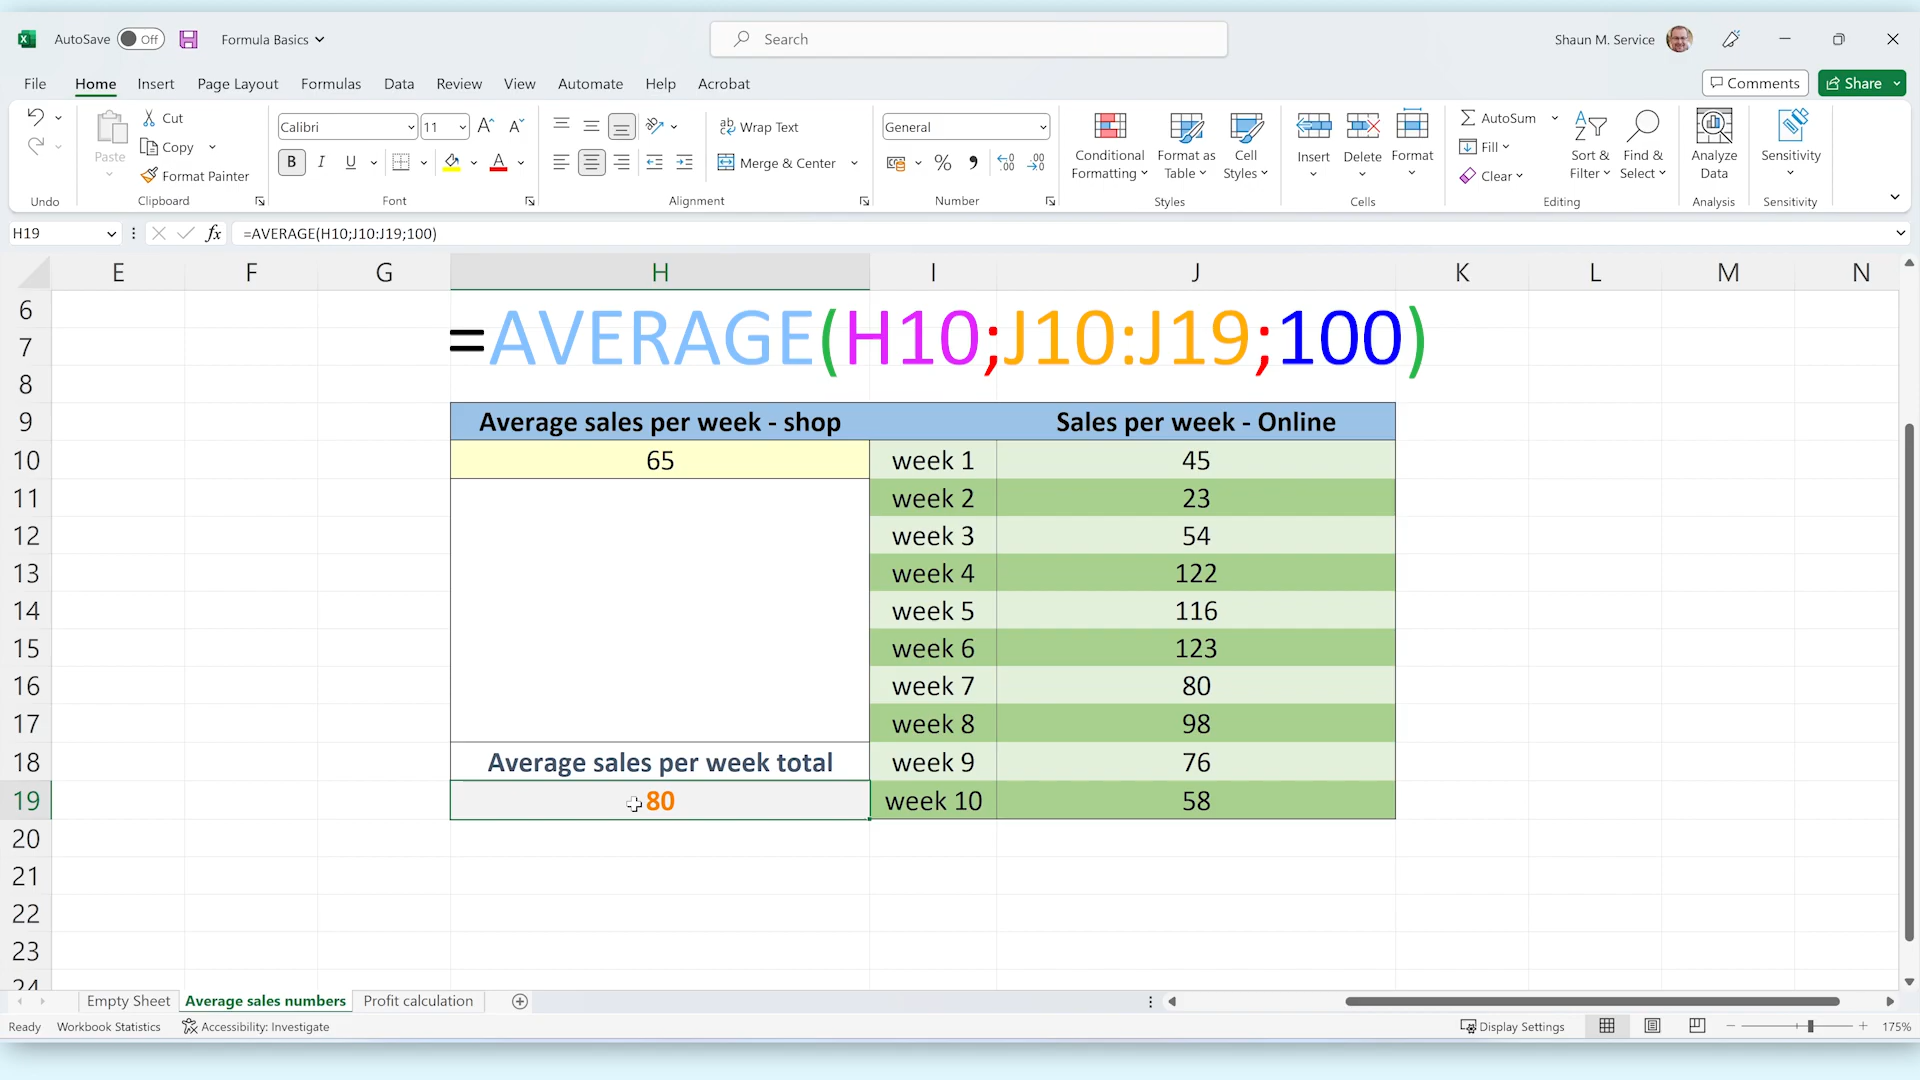 AutoSave Off Formula Basics Search Shaun M. Service
File Home Insert Page Layout Formulas Data Review View Automate Help Acrobat Comments Share
Paste
Cut
Copy
Format Painter
Calibri 11
B I U
Wrap Text
Merge & Center
General
Conditional Formatting
Format as Table
Cell Styles
Insert
Delete
Format
AutoSum
Fill
Clear
Sort & Filter
Find & Select
Analyze Data
Sensitivity
Undo Clipboard Font Alignment Number Styles Cells Editing Analysis Sensitivity
H19 fx =AVERAGE(H10;J10:J19;100)
E F G H I J K L M N
6
=AVERAGE(H10;J10:J19;100)
7
8
9 Average sales per week - shop Sales per week - Online
10 65 week 1 45
11 week 2 23
12 week 3 54
13 week 4 122
14 week 5 116
15 week 6 123
16 week 7 80
17 week 8 98
18 Average sales per week total week 9 76
19 80 week 10 58
20
21
22
23
24
Empty Sheet Average sales numbers Profit calculation
Ready Workbook Statistics Accessibility: Investigate Display Settings 175%